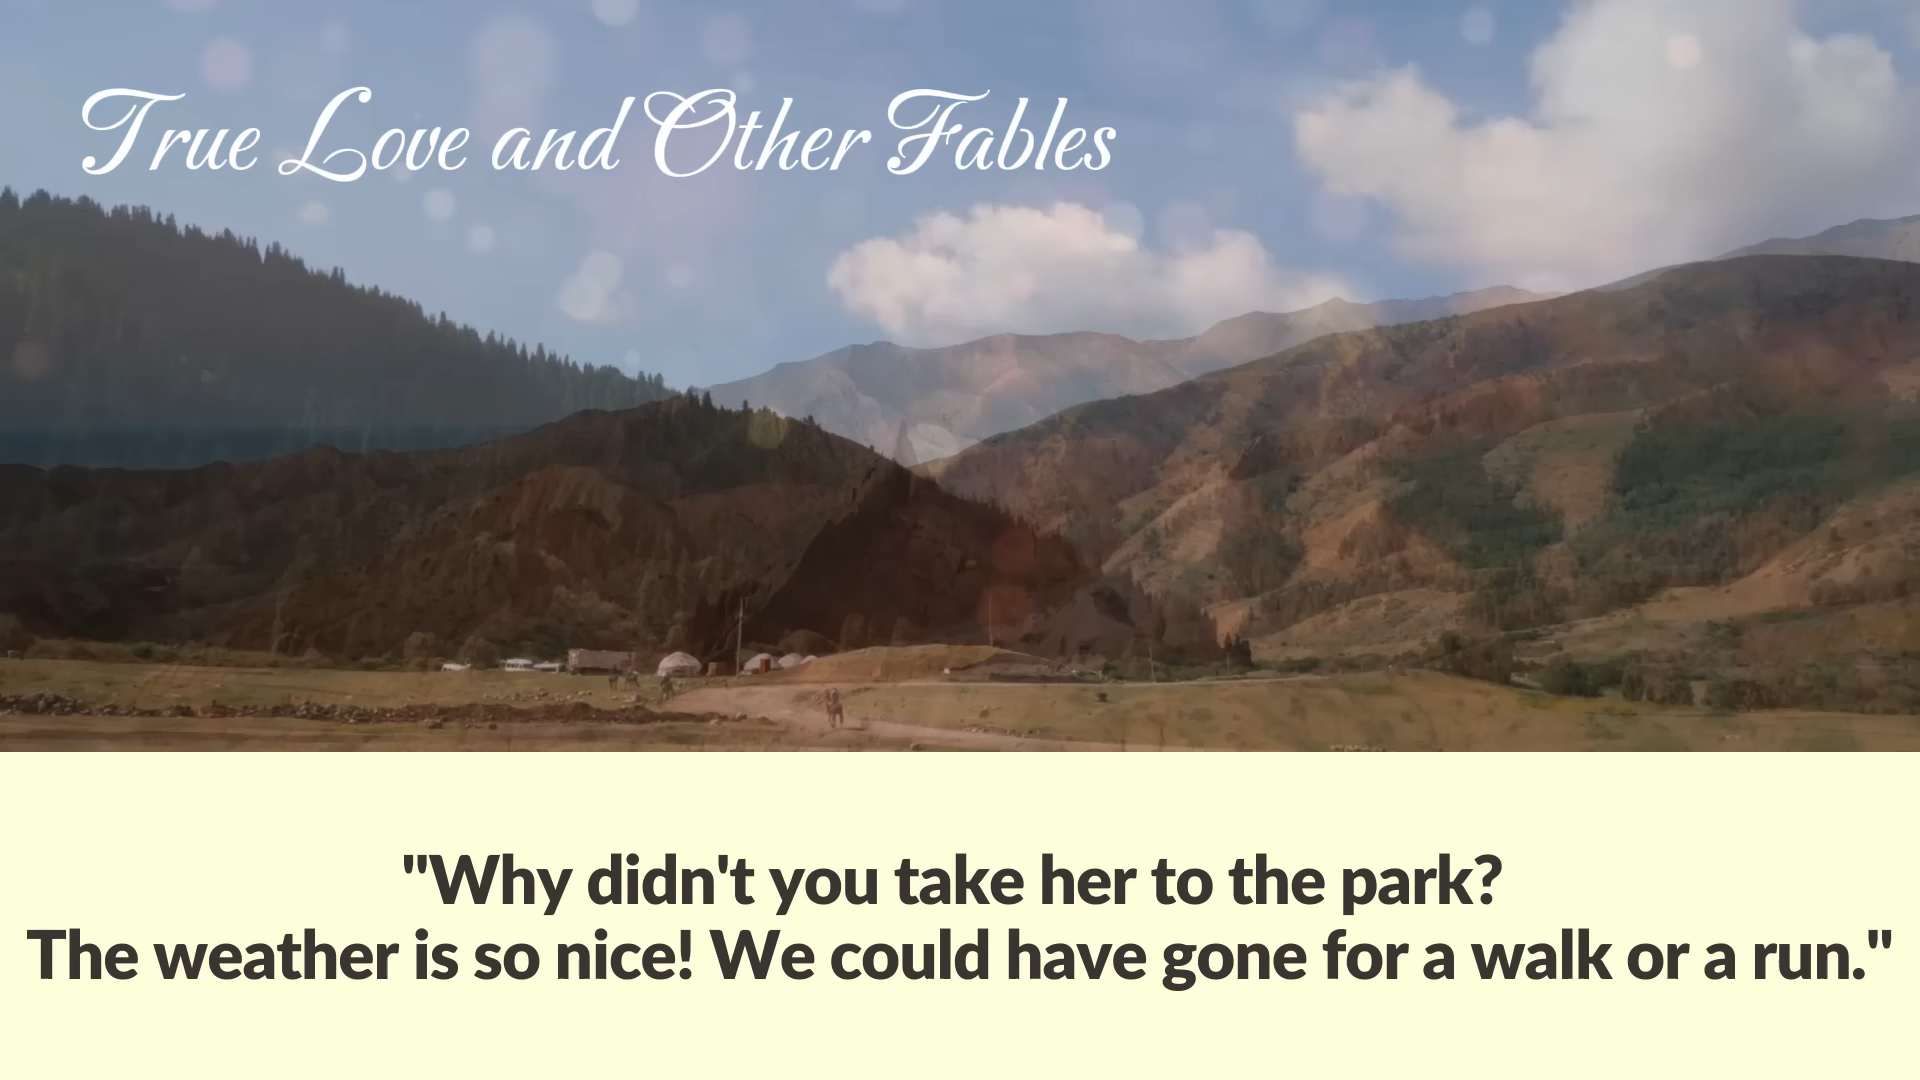 True Love and Other Fables
"Why didn't you take her to the park?
The weather is so nice! We could have gone for a walk or a run."